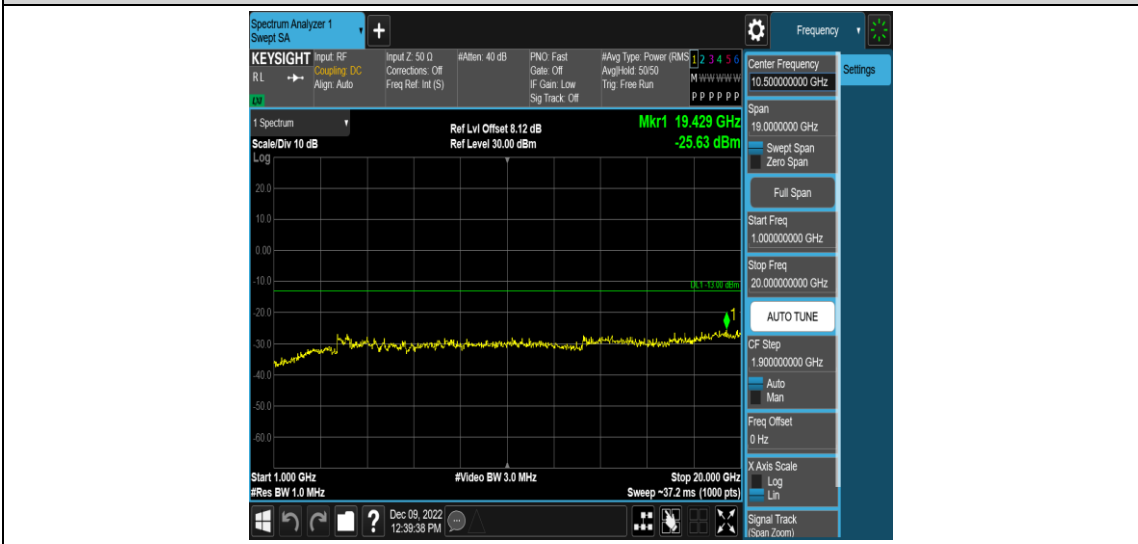 Spectrum Analyzer 1
Swept SA
+
Frequency
KEYSIGHT
RL
LXI
Input: RF
Coupling: DC
Align: Auto
Input Z: 50 Ω
Corrections: Off
Freq Ref: Int (S)
#Atten: 40 dB
PNO: Fast
Gate: Off
IF Gain: Low
Sig Track: Off
#Avg Type: Power (RMS
Avg|Hold: 50/50
Trig: Free Run
1 2 3 4 5 6
M W W W W W
P P P P P P
Center Frequency
10.500000000 GHz
Settings
Span
19.0000000 GHz
Swept Span
Zero Span
Full Span
Start Freq
1.000000000 GHz
Stop Freq
20.000000000 GHz
AUTO TUNE
CF Step
1.900000000 GHz
Auto
Man
Freq Offset
0 Hz
X Axis Scale
Log
Lin
Signal Track
(Span Zoom)
1 Spectrum
Scale/Div 10 dB
Log
Ref Lvl Offset 8.12 dB
Ref Level 30.00 dBm
Mkr1 19.429 GHz
-25.63 dBm
20.0
10.0
0.00
-10.0
DL1 -13.00 dBm
1
-20.0
-30.0
-40.0
-50.0
-60.0
Start 1.000 GHz
#Video BW 3.0 MHz
Stop 20.000 GHz
#Res BW 1.0 MHz
Sweep ~37.2 ms (1000 pts)
?
Dec 09, 2022
12:39:38 PM